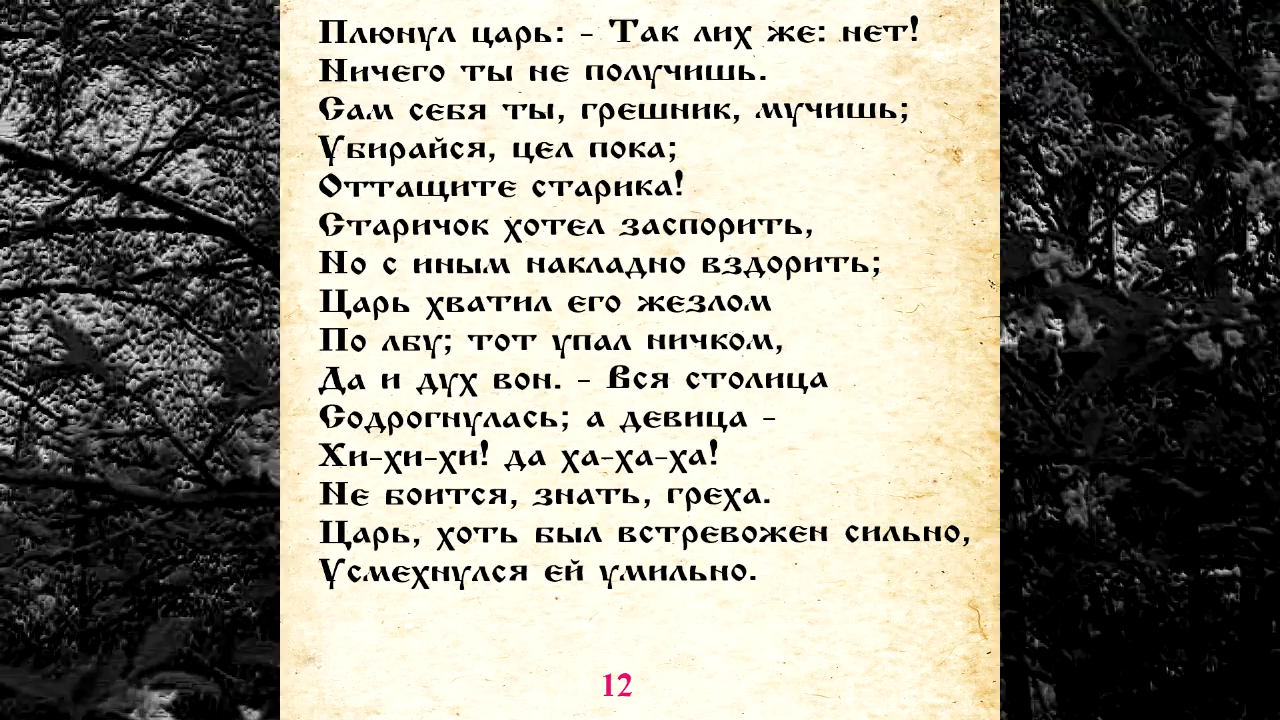 Плюнул царь: – Так лих же: нет!
Ничего ты не получишь.
Сам себя ты, грешник, мучишь;
Убирайся, цел пока;
Оттащите старика!
Старичок хотел заспорить,
Но с иным накладно вздорить;
Царь хватил его жезлом
По лбу; тот упал ничком,
Да и дух вон. – Вся столица
Содрогнулась; а девица –
Хи-хи-хи! да ха-ха-ха!
Не боится, знать, греха.
Царь, хоть был встревожен сильно,
Усмехнулся ей умильно.
12